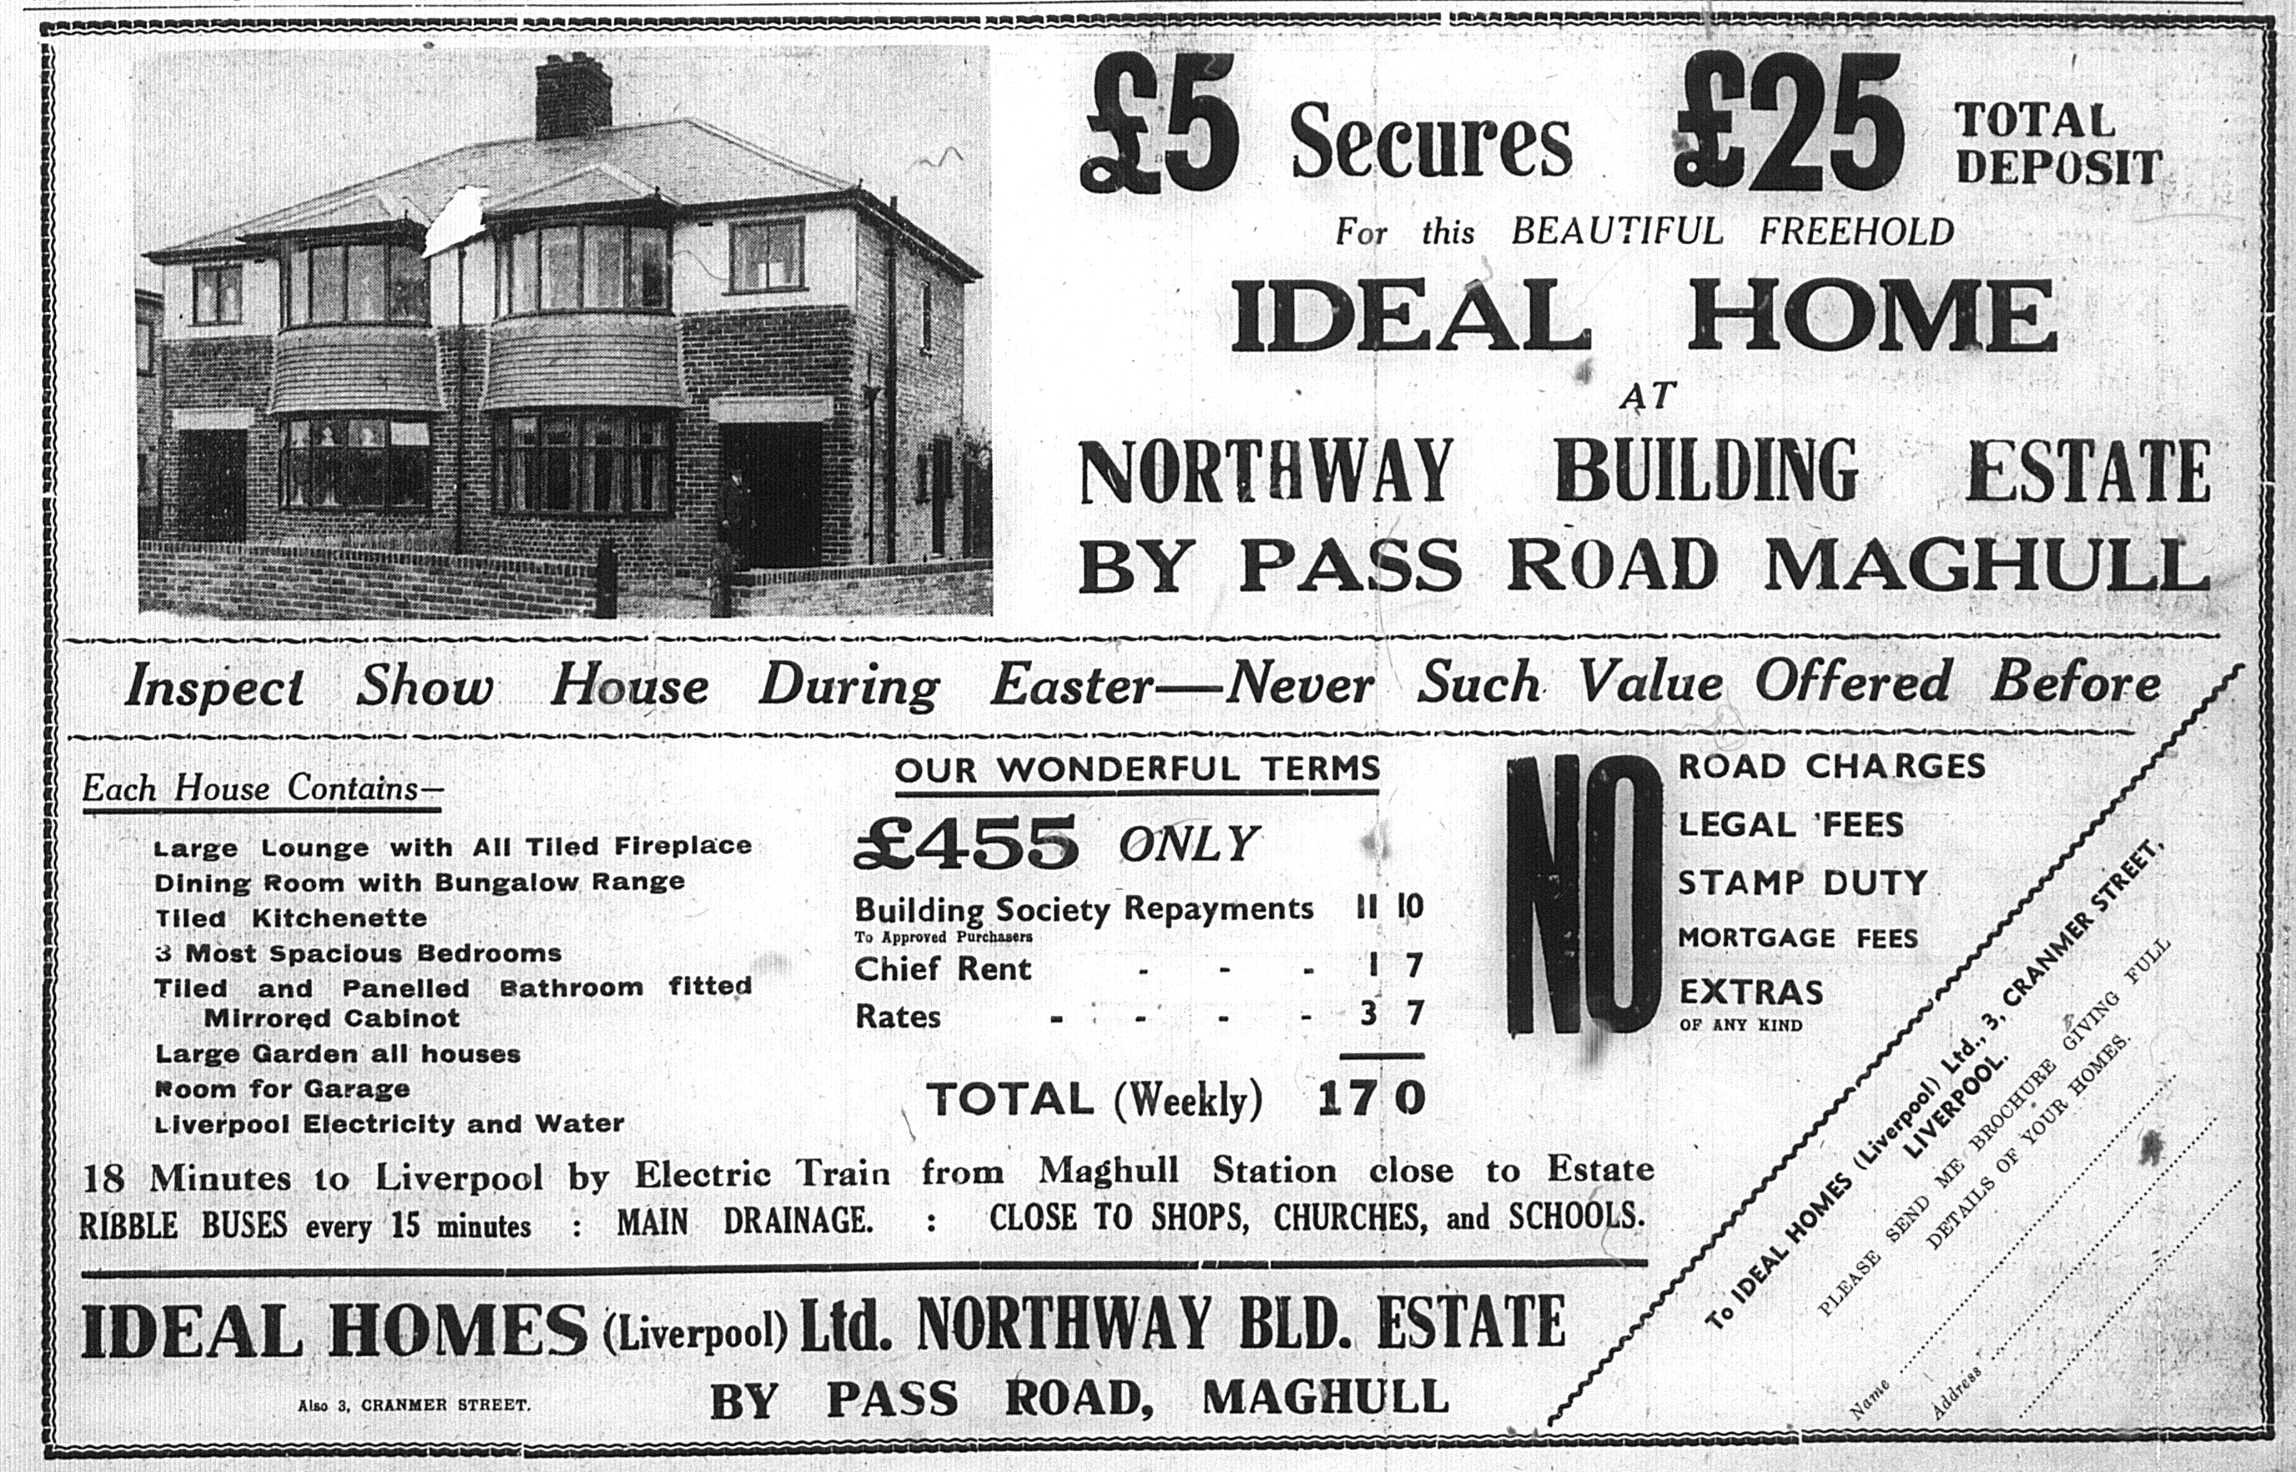 £5 Secures £25 TOTAL DEPOSIT
For this BEAUTIFUL FREEHOLD
IDEAL HOME
AT
NORTHWAY BUILDING ESTATE
BY PASS ROAD MAGHULL
Inspect Show House During Easter—Never Such Value Offered Before
Each House Contains—
Large Lounge with All Tiled Fireplace
Dining Room with Bungalow Range
Tiled Kitchenette
3 Most Spacious Bedrooms
Tiled and Panelled Bathroom fitted
Mirrored Cabinot
Large Garden all houses
Room for Garage
Liverpool Electricity and Water
OUR WONDERFUL TERMS
£455 ONLY
Building Society Repayments 11 10
To Approved Purchasers
Chief Rent - - - 1 7
Rates - - - - 3 7
TOTAL (Weekly) 17 0
NO
ROAD CHARGES
LEGAL 'FEES
STAMP DUTY
MORTGAGE FEES
EXTRAS
OF ANY KIND
18 Minutes to Liverpool by Electric Train from Maghull Station close to Estate
RIBBLE BUSES every 15 minutes : MAIN DRAINAGE. : CLOSE TO SHOPS, CHURCHES, and SCHOOLS.
IDEAL HOMES (Liverpool) Ltd. NORTHWAY BLD. ESTATE
Also 3, CRANMER STREET. BY PASS ROAD, MAGHULL
To IDEAL HOMES (Liverpool) Ltd., 3, CRANMER STREET,
LIVERPOOL.
PLEASE SEND ME BROCHURE GIVING FULL
DETAILS OF YOUR HOMES.
Name
Address